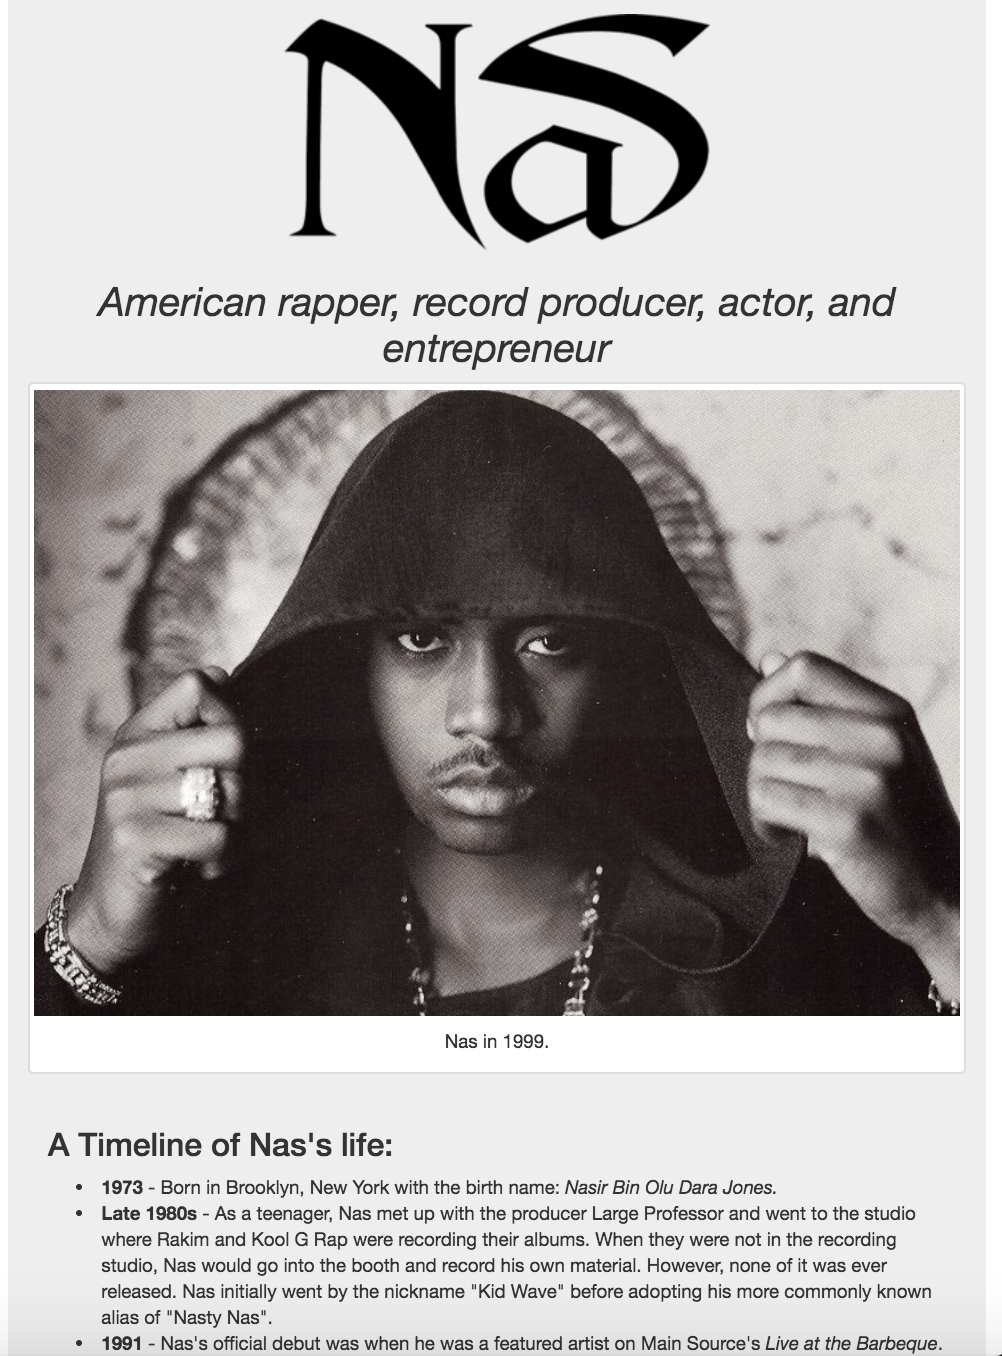 NaS
American rapper, record producer, actor, and
entrepreneur
Nas in 1999.
A Timeline of Nas's life:
• 1973 - Born in Brooklyn, New York with the birth name: Nasir Bin Olu Dara Jones.
• Late 1980s - As a teenager, Nas met up with the producer Large Professor and went to the studio
where Rakim and Kool G Rap were recording their albums. When they were not in the recording
studio, Nas would go into the booth and record his own material. However, none of it was ever
released. Nas initially went by the nickname "Kid Wave" before adopting his more commonly known
alias of "Nasty Nas".
• 1991 - Nas's official debut was when he was a featured artist on Main Source's Live at the Barbeque.